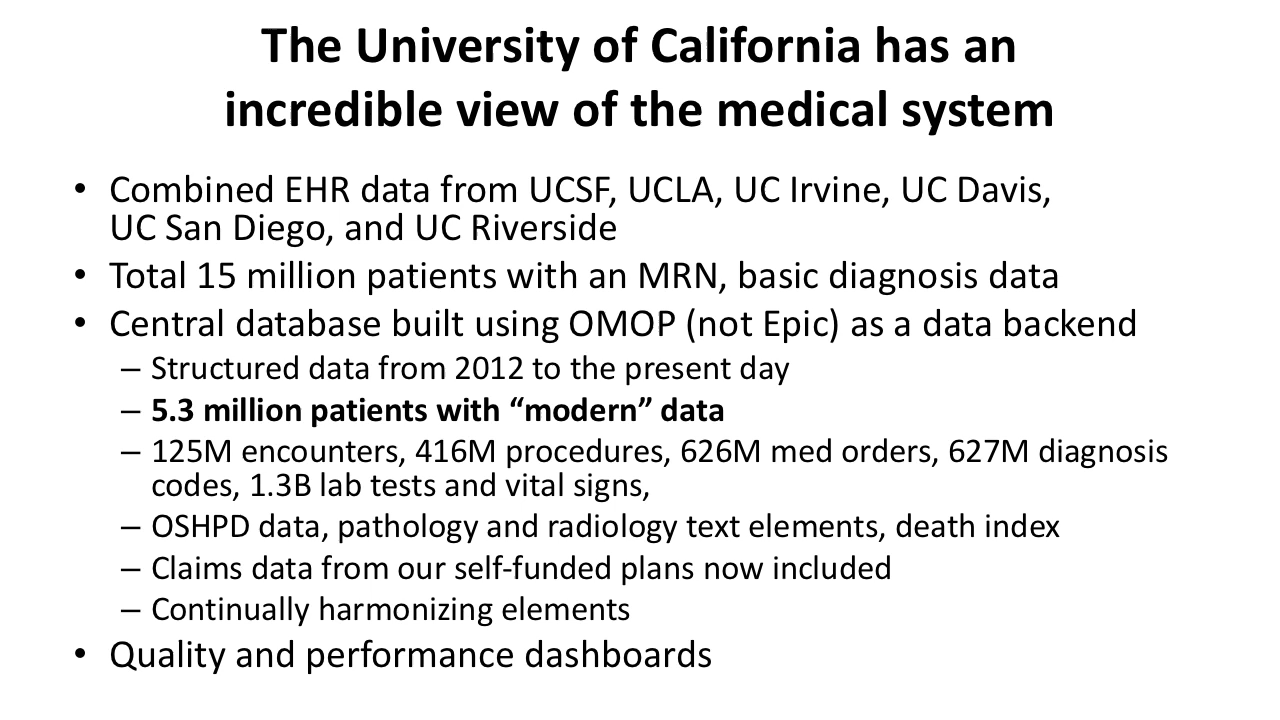 The University of California has an
incredible view of the medical system
• Combined EHR data from UCSF, UCLA, UC Irvine, UC Davis,
UC San Diego, and UC Riverside
• Total 15 million patients with an MRN, basic diagnosis data
• Central database built using OMOP (not Epic) as a data backend
– Structured data from 2012 to the present day
– 5.3 million patients with “modern” data
– 125M encounters, 416M procedures, 626M med orders, 627M diagnosis
codes, 1.3B lab tests and vital signs,
– OSHPD data, pathology and radiology text elements, death index
– Claims data from our self-funded plans now included
– Continually harmonizing elements
• Quality and performance dashboards